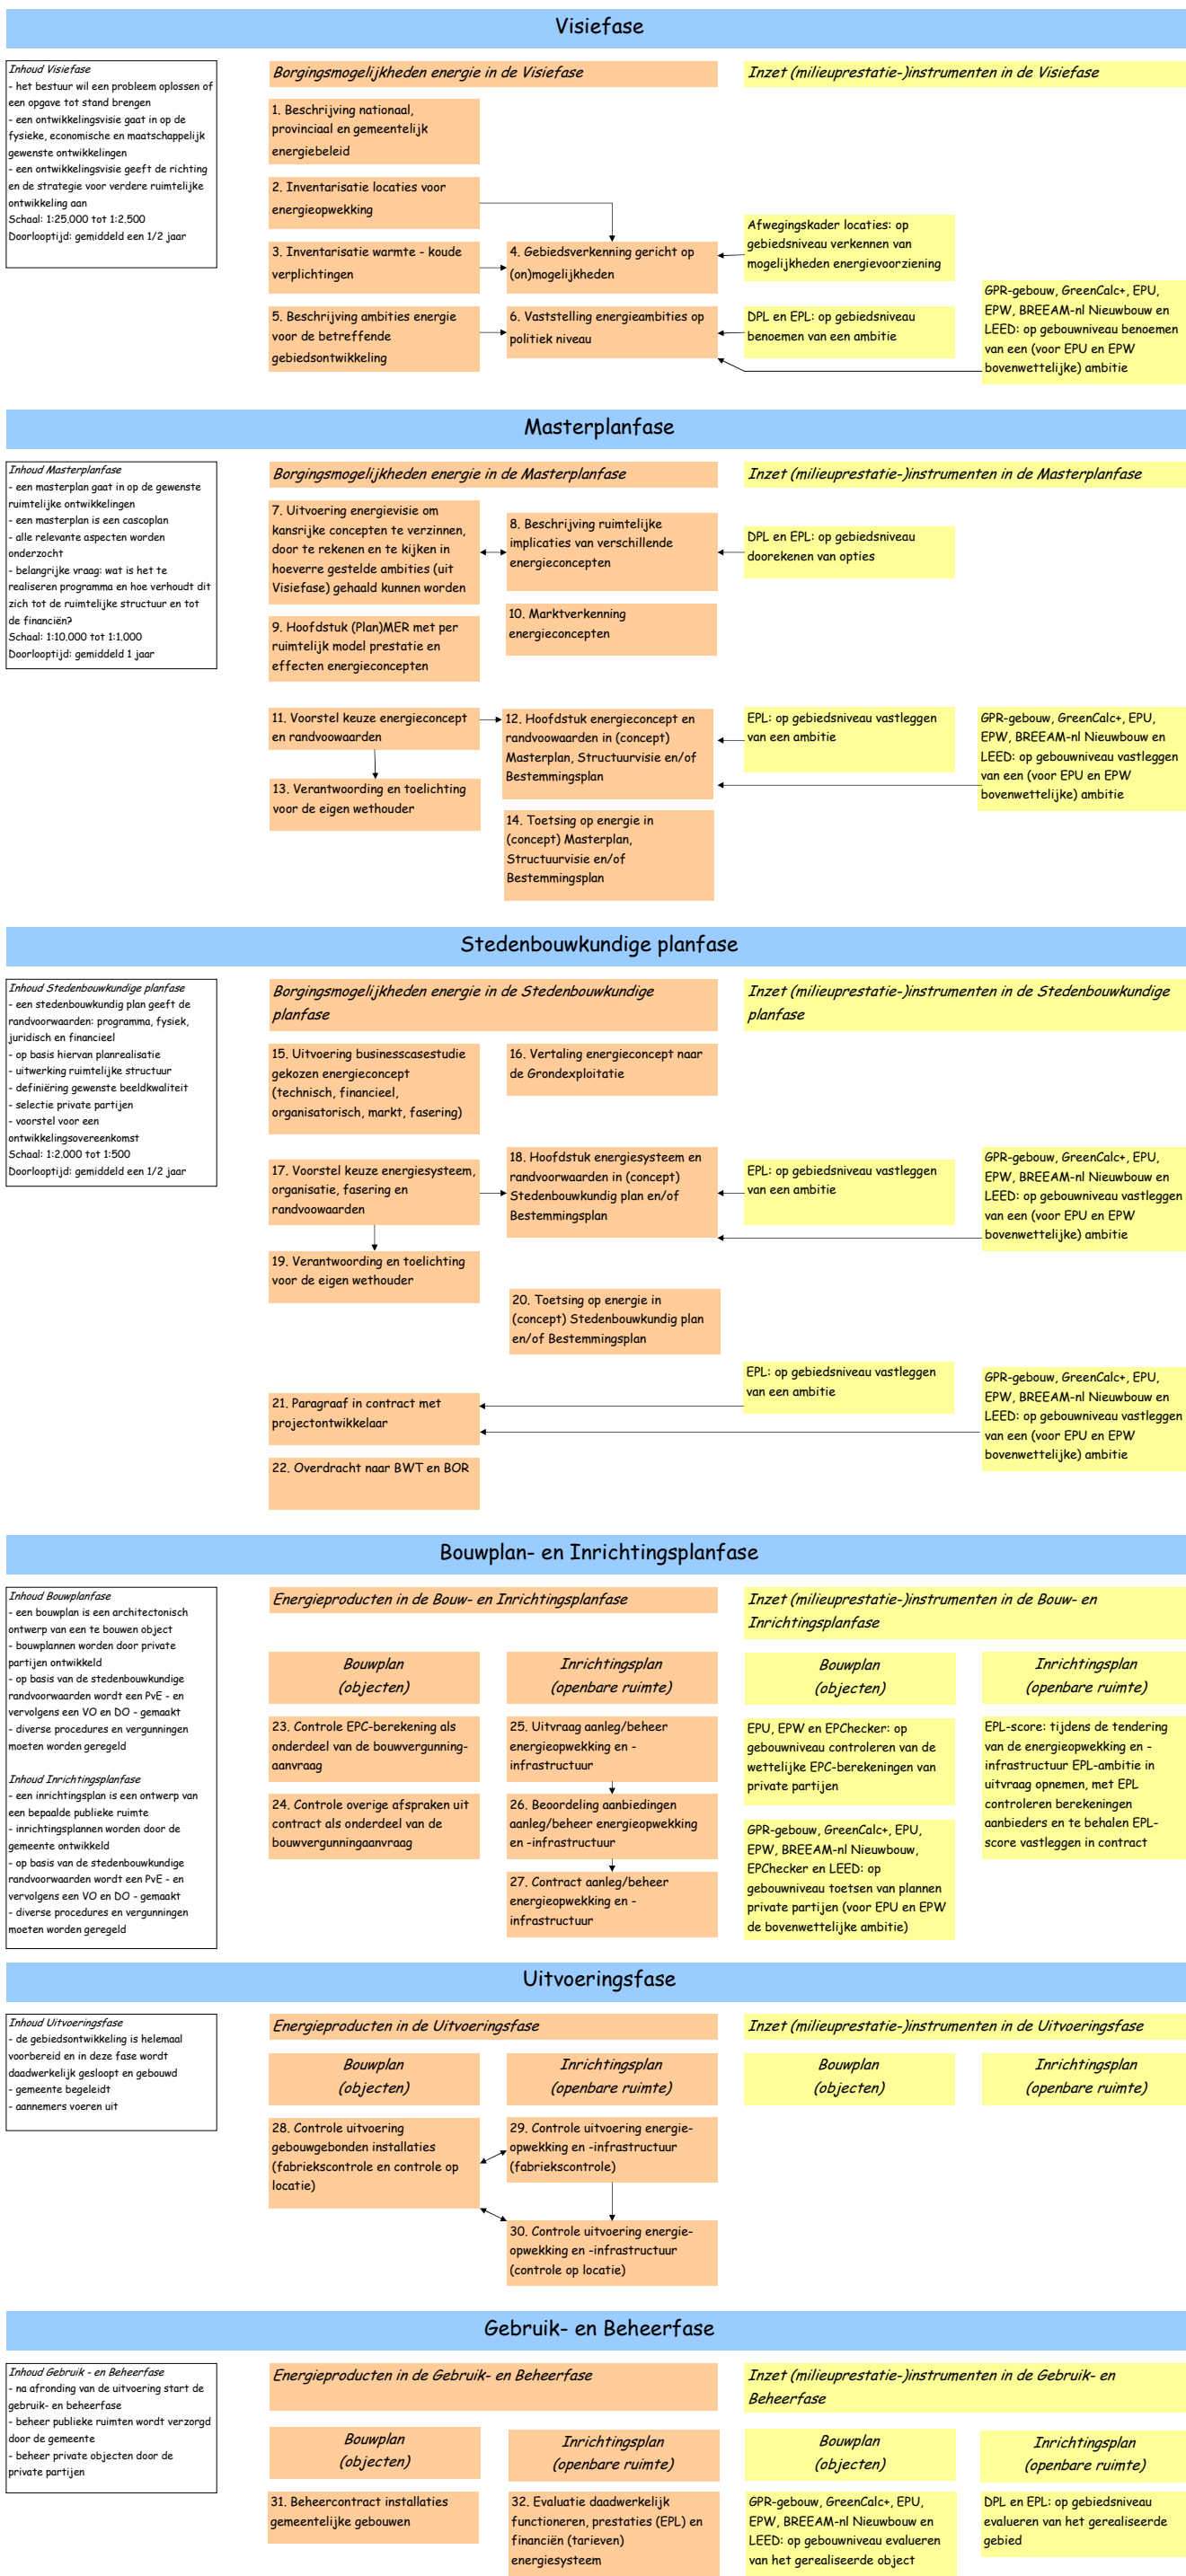 Visiefase
Inhoud Visiefase
- het bestuur wil een probleem oplossen of
een opgave tot stand brengen
- een ontwikkelingsvisie gaat in op de
fysieke, economische en maatschappelijk
gewenste ontwikkelingen
- een ontwikkelingsvisie geeft de richting
en de strategie voor verdere ruimtelijke
ontwikkeling aan
Schaal: 1:25.000 tot 1:2.500
Doorlooptijd: gemiddeld een 1/2 jaar
Borgingsmogelijkheden energie in de Visiefase
Inzet (milieuprestatie-)instrumenten in de Visiefase
1. Beschrijving nationaal,
provinciaal en gemeentelijk
energiebeleid
2. Inventarisatie locaties voor
energieopwekking
3. Inventarisatie warmte - koude
verplichtingen
4. Gebiedsverkenning gericht op
(on)mogelijkheden
Afwegingskader locaties: op
gebiedsniveau verkennen van
mogelijkheden energievoorziening
5. Beschrijving ambities energie
voor de betreffende
gebiedsontwikkeling
6. Vaststelling energieambities op
politiek niveau
DPL en EPL: op gebiedsniveau
benoemen van een ambitie
GPR-gebouw, GreenCalc+, EPU,
EPW, BREEAM-nl Nieuwbouw en
LEED: op gebouwniveau benoemen
van een (voor EPU en EPW
bovenwettelijke) ambitie
Masterplanfase
Inhoud Masterplanfase
- een masterplan gaat in op de gewenste
ruimtelijke ontwikkelingen
- een masterplan is een cascoplan
- alle relevante aspecten worden
onderzocht
- belangrijke vraag: wat is het te
realiseren programma en hoe verhoudt dit
zich tot de ruimtelijke structuur en tot
de financiën?
Schaal: 1:10.000 tot 1:1.000
Doorlooptijd: gemiddeld 1 jaar
Borgingsmogelijkheden energie in de Masterplanfase
Inzet (milieuprestatie-)instrumenten in de Masterplanfase
7. Uitvoering energievisie om
kansrijke concepten te verzinnen,
door te rekenen en te kijken in
hoeverre gestelde ambities (uit
Visiefase) gehaald kunnen worden
8. Beschrijving ruimtelijke
implicaties van verschillende
energieconcepten
DPL en EPL: op gebiedsniveau
doorekenen van opties
9. Hoofdstuk (Plan)MER met per
ruimtelijk model prestatie en
effecten energieconcepten
10. Marktverkenning
energieconcepten
11. Voorstel keuze energieconcept
en randvoowaarden
12. Hoofdstuk energieconcept en
randvoowaarden in (concept)
Masterplan, Structuurvisie en/of
Bestemmingsplan
EPL: op gebiedsniveau vastleggen
van een ambitie
GPR-gebouw, GreenCalc+, EPU,
EPW, BREEAM-nl Nieuwbouw en
LEED: op gebouwniveau vastleggen
van een (voor EPU en EPW
bovenwettelijke) ambitie
13. Verantwoording en toelichting
voor de eigen wethouder
14. Toetsing op energie in
(concept) Masterplan,
Structuurvisie en/of
Bestemmingsplan
Stedenbouwkundige planfase
Inhoud Stedenbouwkundige planfase
- een stedenbouwkundig plan geeft de
randvoorwaarden: programma, fysiek,
juridisch en financieel
- op basis hiervan planrealisatie
- uitwerking ruimtelijke structuur
- definiëring gewenste beeldkwaliteit
- selectie private partijen
- voorstel voor een
ontwikkelingsovereenkomst
Schaal: 1:2.000 tot 1:500
Doorlooptijd: gemiddeld een 1/2 jaar
Borgingsmogelijkheden energie in de Stedenbouwkundige
planfase
Inzet (milieuprestatie-)instrumenten in de Stedenbouwkundige
planfase
15. Uitvoering businesscasestudie
gekozen energieconcept
(technisch, financieel,
organisatorisch, markt, fasering)
16. Vertaling energieconcept naar
de Grondexploitatie
17. Voorstel keuze energiesysteem,
organisatie, fasering en
randvoowaarden
18. Hoofdstuk energiesysteem en
randvoorwaarden in (concept)
Stedenbouwkundig plan en/of
Bestemmingsplan
EPL: op gebiedsniveau vastleggen
van een ambitie
GPR-gebouw, GreenCalc+, EPU,
EPW, BREEAM-nl Nieuwbouw en
LEED: op gebouwniveau vastleggen
van een (voor EPU en EPW
bovenwettelijke) ambitie
19. Verantwoording en toelichting
voor de eigen wethouder
20. Toetsing op energie in
(concept) Stedenbouwkundig plan
en/of Bestemmingsplan
21. Paragraaf in contract met
projectontwikkelaar
EPL: op gebiedsniveau vastleggen
van een ambitie
GPR-gebouw, GreenCalc+, EPU,
EPW, BREEAM-nl Nieuwbouw en
LEED: op gebouwniveau vastleggen
van een (voor EPU en EPW
bovenwettelijke) ambitie
22. Overdracht naar BWT en BOR
Bouwplan- en Inrichtingsplanfase
Inhoud Bouwplanfase
- een bouwplan is een architectonisch
ontwerp van een te bouwen object
- bouwplannen worden door private
partijen ontwikkeld
- op basis van de stedenbouwkundige
randvoorwaarden wordt een PvE - en
vervolgens een VO en DO - gemaakt
- diverse procedures en vergunningen
moeten worden geregeld
Inhoud Inrichtingsplanfase
- een inrichtingsplan is een ontwerp van
een bepaalde publieke ruimte
- inrichtingsplannen worden door de
gemeente ontwikkeld
- op basis van de stedenbouwkundige
randvoorwaarden wordt een PvE - en
vervolgens een VO en DO - gemaakt
- diverse procedures en vergunningen
moeten worden geregeld
Energieproducten in de Bouw- en Inrichtingsplanfase
Inzet (milieuprestatie-)instrumenten in de Bouw- en
Inrichtingsplanfase
Bouwplan
(objecten)
Inrichtingsplan
(openbare ruimte)
Bouwplan
(objecten)
Inrichtingsplan
(openbare ruimte)
23. Controle EPC-berekening als
onderdeel van de bouwvergunning-
aanvraag
25. Uitvraag aanleg/beheer
energieopwekking en -
infrastructuur
EPU, EPW en EPChecker: op
gebouwniveau controleren van de
wettelijke EPC-berekeningen van
private partijen
EPL-score: tijdens de tendering
van de energieopwekking en -
infrastructuur EPL-ambitie in
uitvraag opnemen, met EPL
controleren berekeningen
aanbieders en te behalen EPL-
score vastleggen in contract
24. Controle overige afspraken uit
contract als onderdeel van de
bouwvergunningaanvraag
26. Beoordeling aanbiedingen
aanleg/beheer energieopwekking
en -infrastructuur
GPR-gebouw, GreenCalc+, EPU,
EPW, BREEAM-nl Nieuwbouw,
EPChecker en LEED: op
gebouwniveau toetsen van plannen
private partijen (voor EPU en EPW
de bovenwettelijke ambitie)
27. Contract aanleg/beheer
energieopwekking en -
infrastructuur
Uitvoeringsfase
Inhoud Uitvoeringsfase
- de gebiedsontwikkeling is helemaal
voorbereid en in deze fase wordt
daadwerkelijk gesloopt en gebouwd
- gemeente begeleidt
- aannemers voeren uit
Energieproducten in de Uitvoeringsfase
Inzet (milieuprestatie-)instrumenten in de Uitvoeringsfase
Bouwplan
(objecten)
Inrichtingsplan
(openbare ruimte)
Bouwplan
(objecten)
Inrichtingsplan
(openbare ruimte)
28. Controle uitvoering
gebouwgebonden installaties
(fabriekscontrole en controle op
locatie)
29. Controle uitvoering energie-
opwekking en -infrastructuur
(fabriekscontrole)
30. Controle uitvoering energie-
opwekking en -infrastructuur
(controle op locatie)
Gebruik- en Beheerfase
Inhoud Gebruik - en Beheerfase
- na afronding van de uitvoering start de
gebruik- en beheerfase
- beheer publieke ruimten wordt verzorgd
door de gemeente
- beheer private objecten door de
private partijen
Energieproducten in de Gebruik- en Beheerfase
Inzet (milieuprestatie-)instrumenten in de Gebruik- en
Beheerfase
Bouwplan
(objecten)
Inrichtingsplan
(openbare ruimte)
Bouwplan
(objecten)
Inrichtingsplan
(openbare ruimte)
31. Beheercontract installaties
gemeentelijke gebouwen
32. Evaluatie daadwerkelijk
functioneren, prestaties (EPL) en
financiën (tarieven)
energiesysteem
GPR-gebouw, GreenCalc+, EPU,
EPW, BREEAM-nl Nieuwbouw en
LEED: op gebouwniveau evalueren
van het gerealiseerde object
DPL en EPL: op gebiedsniveau
evalueren van het gerealiseerde
gebied